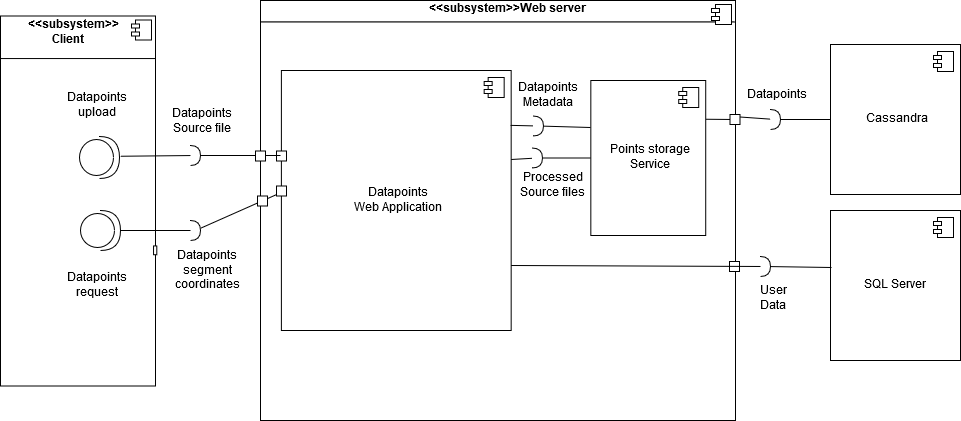 <<subsystem>>
Client
Datapoints
upload
Datapoints
request
Datapoints
Source file
Datapoints
segment
coordinates
<<subsystem>>Web server
Datapoints
Web Application
Datapoints
Metadata
Processed
Source files
Points storage
Service
Datapoints
User
Data
Cassandra
SQL Server